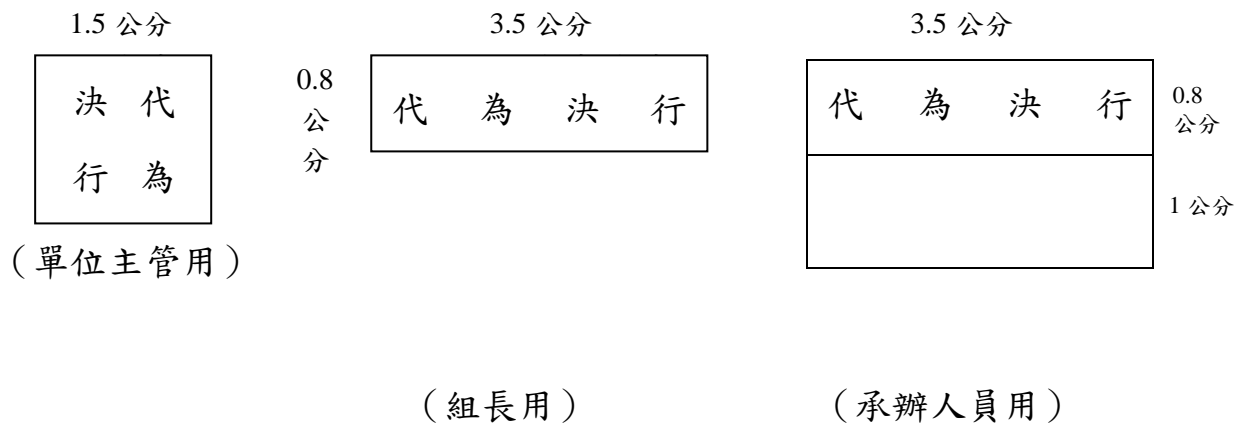 1.5 公分
決 代
行 為
（單位主管用）
3.5 公分
0.8
公
分
代 為 決 行
（組長用）
3.5 公分
代 為 決 行
0.8
公分
1 公分
（承辦人員用）